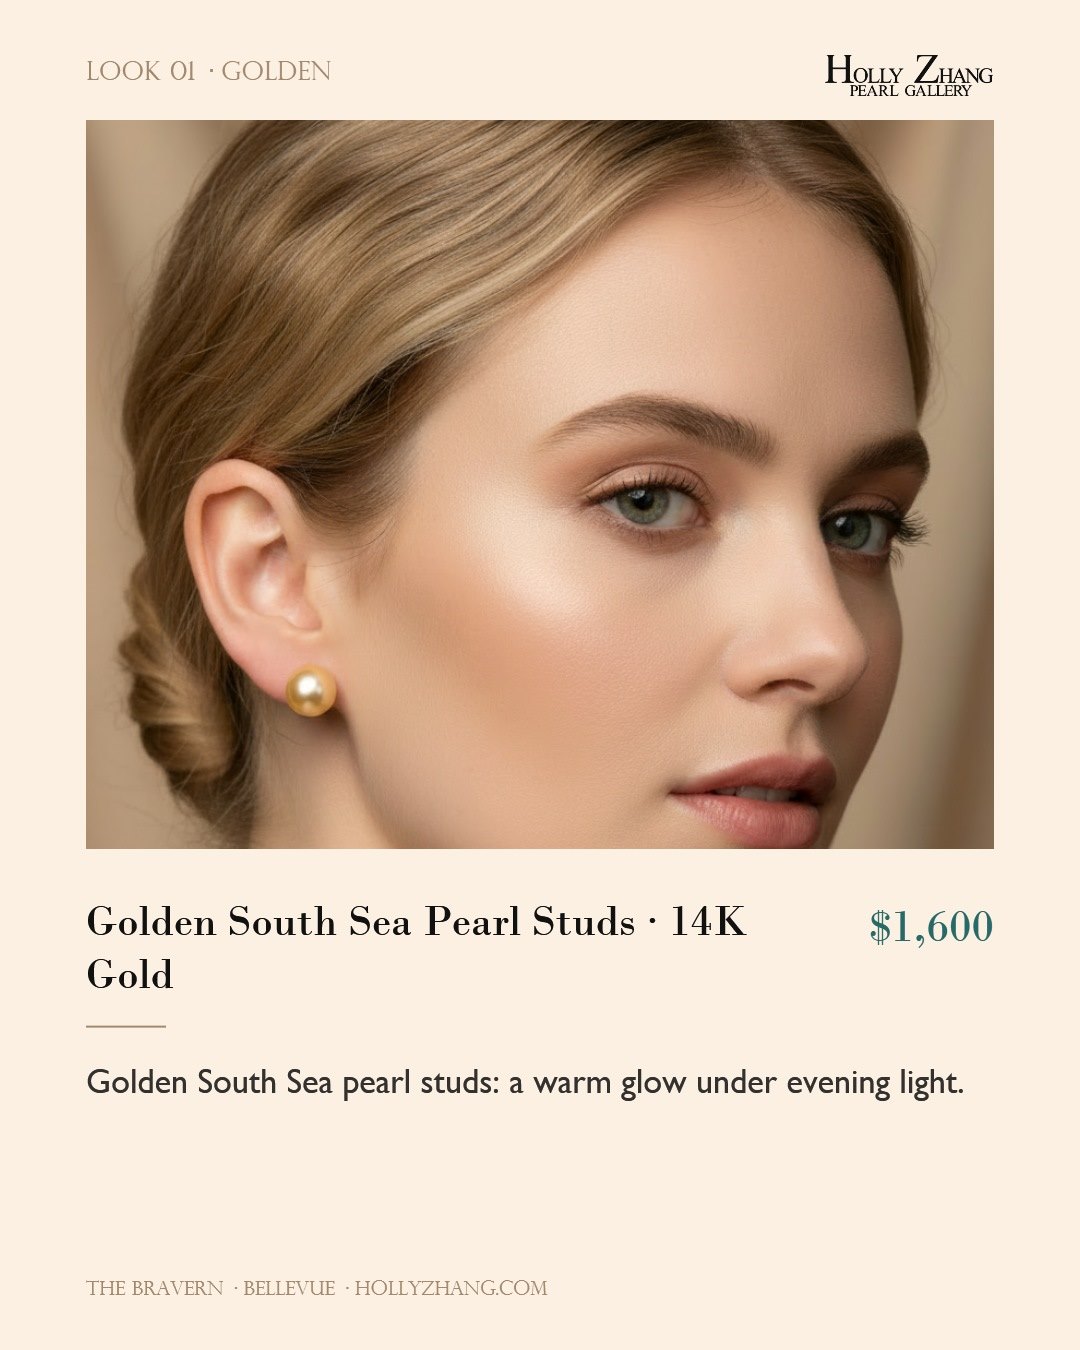 LOOK 01 · GOLDEN
HOLLY ZHANG
PEARL GALLERY
Golden South Sea Pearl Studs · 14K
Gold
$1,600
Golden South Sea pearl studs: a warm glow under evening light.
THE BRAVERN · BELLEVUE · HOLLYZHANG.COM